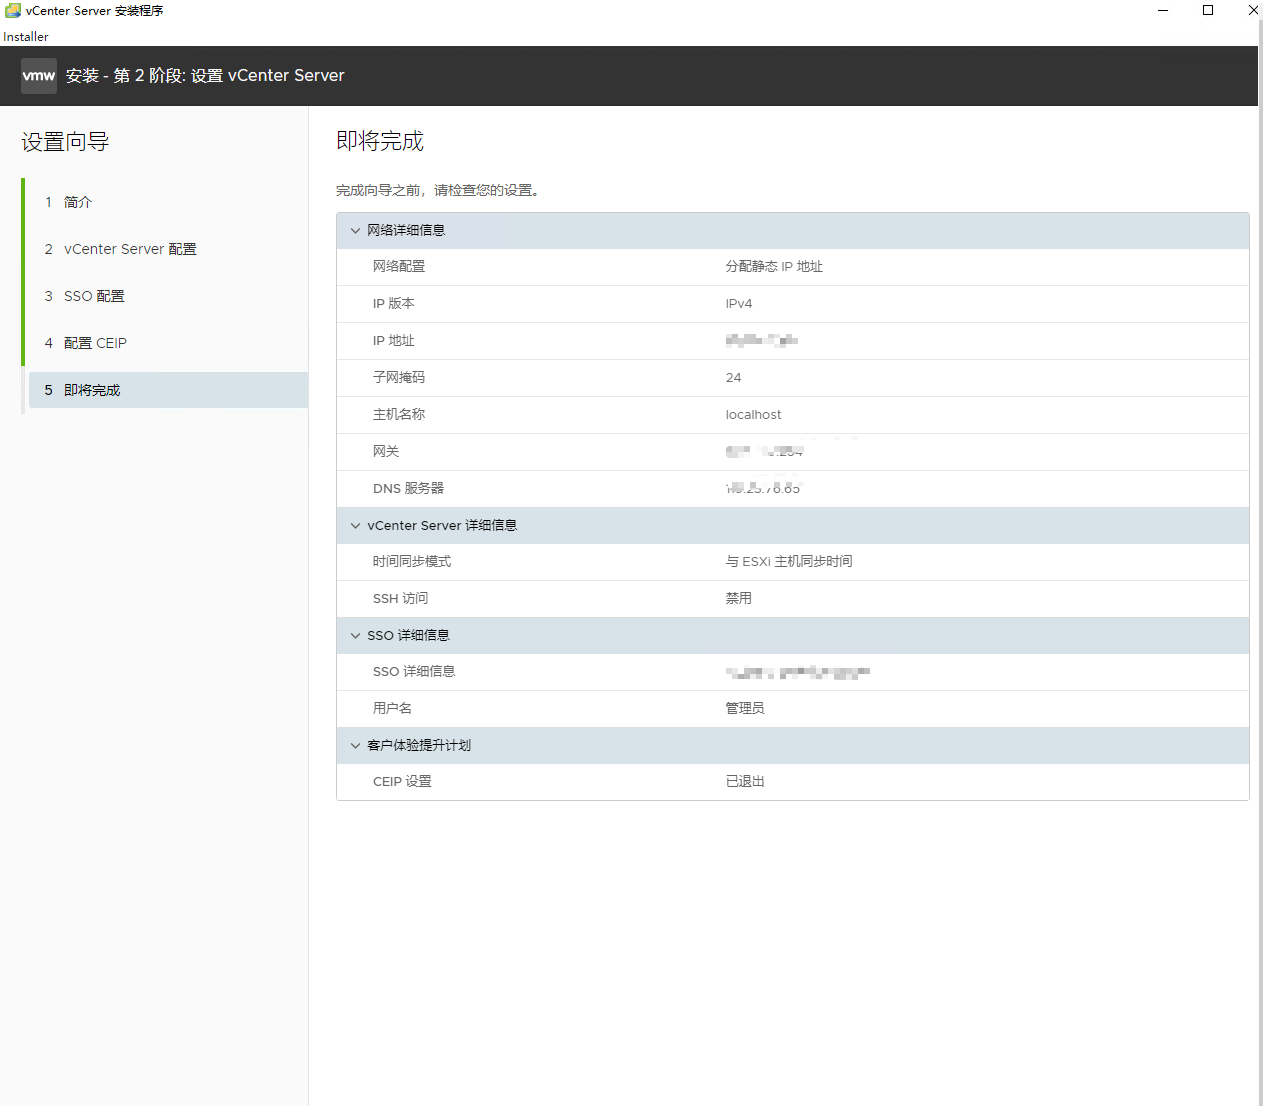 vCenter Server 安装程序
Installer
vmw 安装 - 第 2 阶段: 设置 vCenter Server
设置向导
1 简介
2 vCenter Server 配置
3 SSO 配置
4 配置 CEIP
5 即将完成
即将完成
完成向导之前，请检查您的设置。
网络详细信息
网络配置 分配静态 IP 地址
IP 版本 IPv4
IP 地址
子网掩码 24
主机名称 localhost
网关
DNS 服务器
vCenter Server 详细信息
时间同步模式 与 ESXi 主机同步时间
SSH 访问 禁用
SSO 详细信息
SSO 详细信息
用户名 管理员
客户体验提升计划
CEIP 设置 已退出